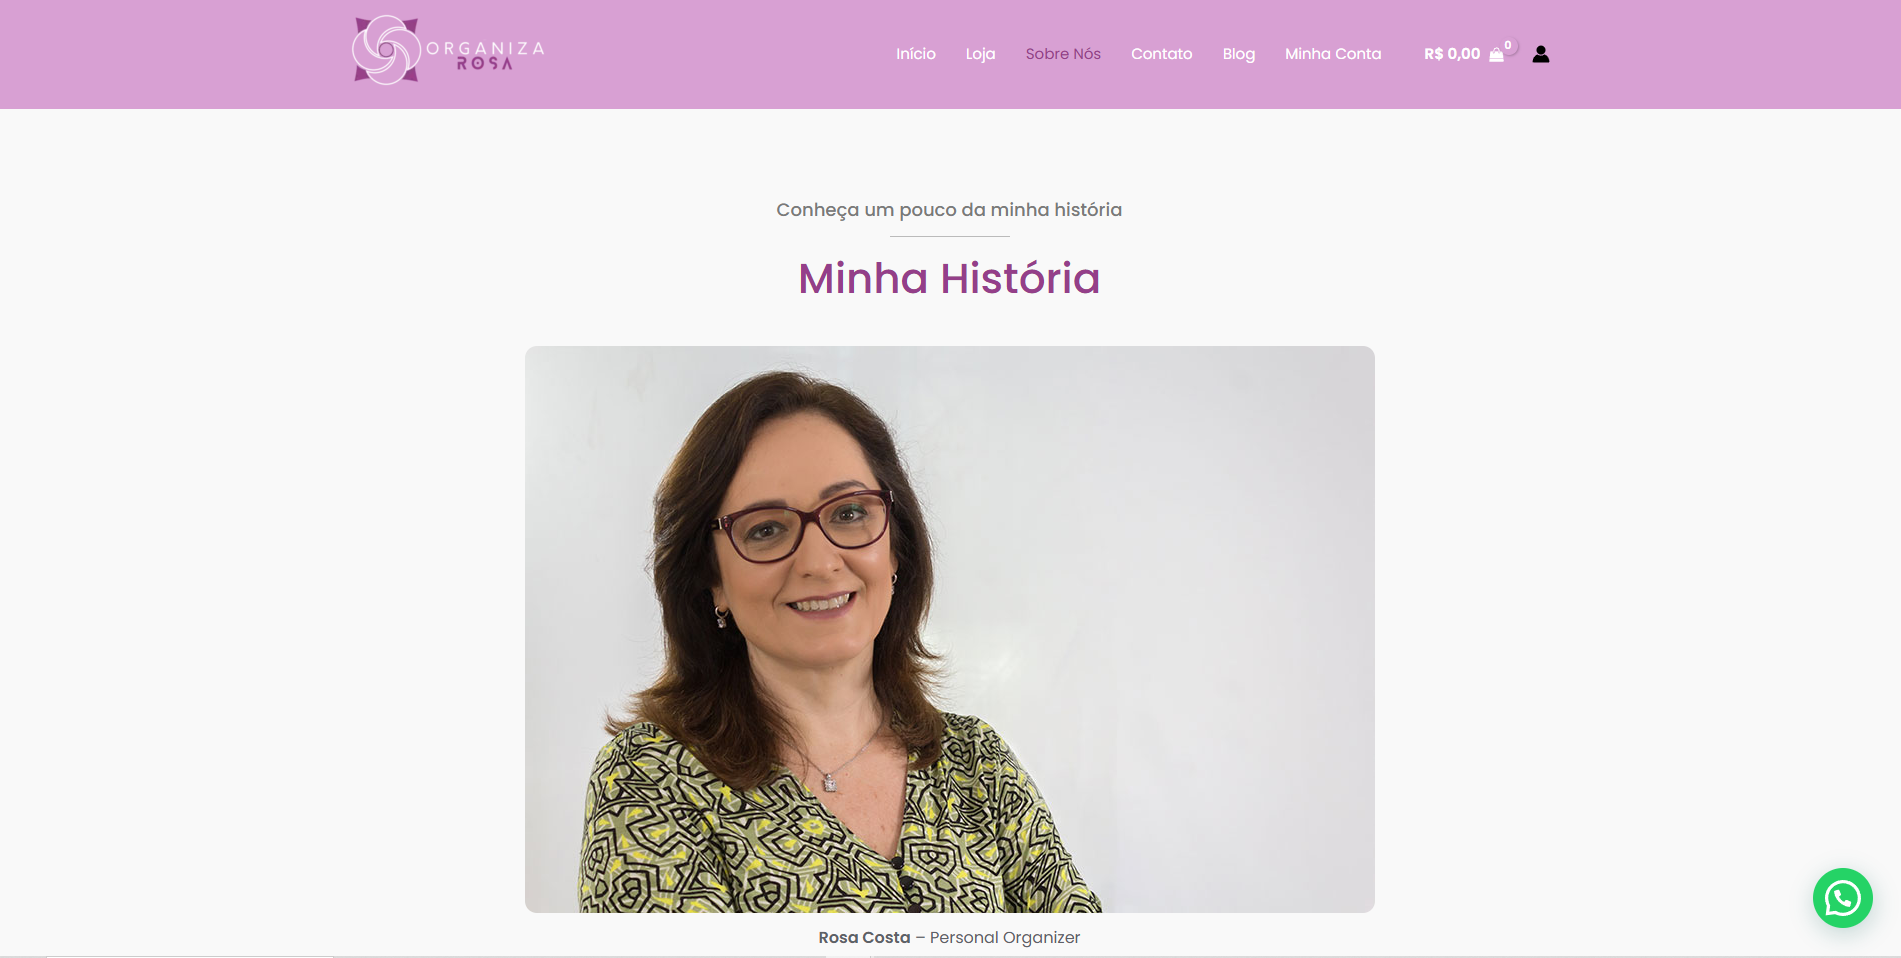 ORGANIZA
ROSA
Início Loja Sobre Nós Contato Blog Minha Conta R$ 0,00 0
Conheça um pouco da minha história
Minha História
Rosa Costa – Personal Organizer